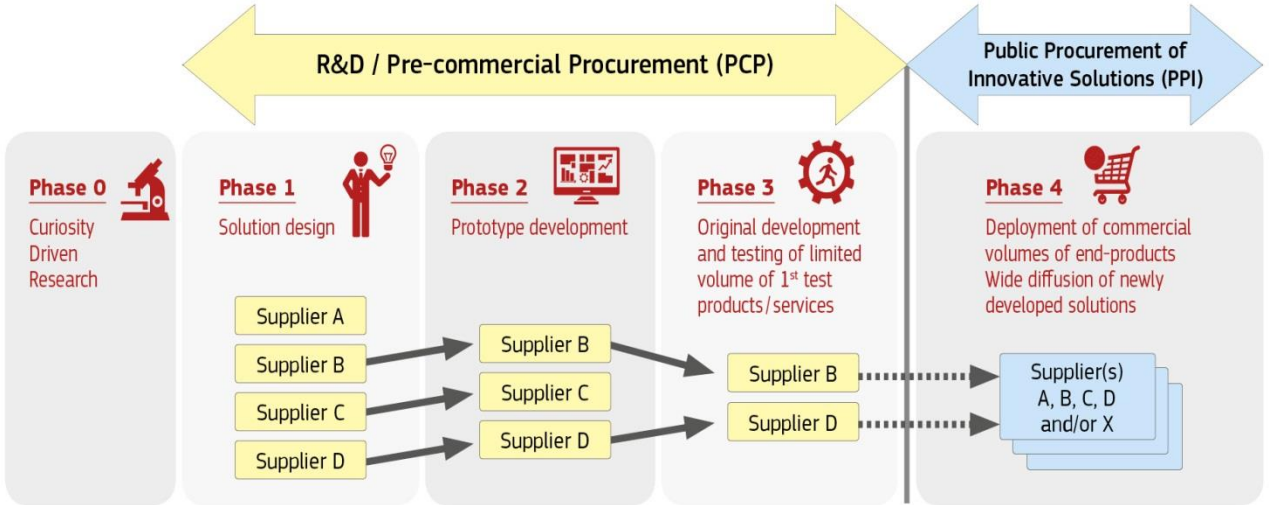 R&D / Pre-commercial Procurement (PCP)
Public Procurement of
Innovative Solutions (PPI)
Phase 0
Curiosity
Driven
Research
Phase 1
Solution design
Supplier A
Supplier B
Supplier C
Supplier D
Phase 2
Prototype development
Supplier B
Supplier C
Supplier D
Phase 3
Original development
and testing of limited
volume of 1st test
products/services
Supplier B
Supplier D
Phase 4
Deployment of commercial
volumes of end-products
Wide diffusion of newly
developed solutions
Supplier(s)
A, B, C, D
and/or X